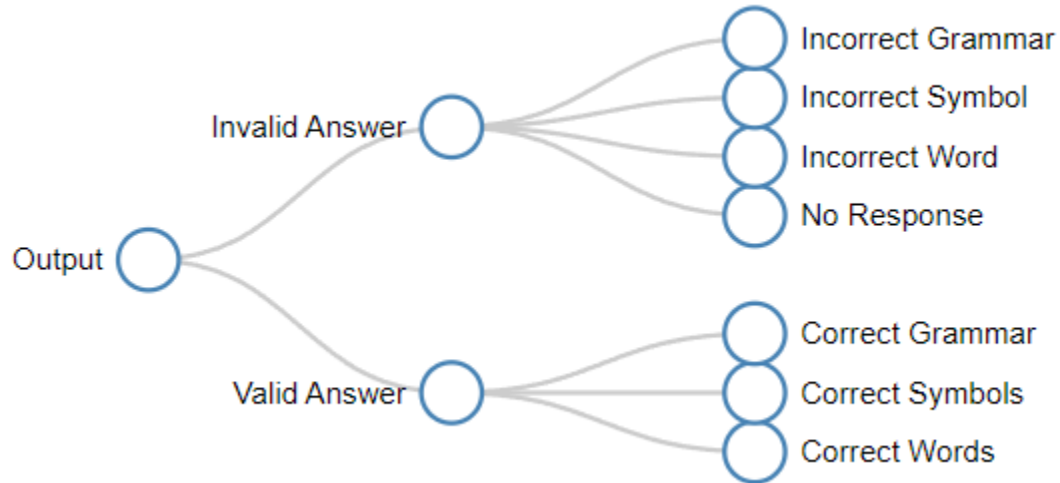 Incorrect Grammar
Incorrect Symbol
Invalid Answer
Incorrect Word
No Response
Output
Correct Grammar
Valid Answer
Correct Symbols
Correct Words